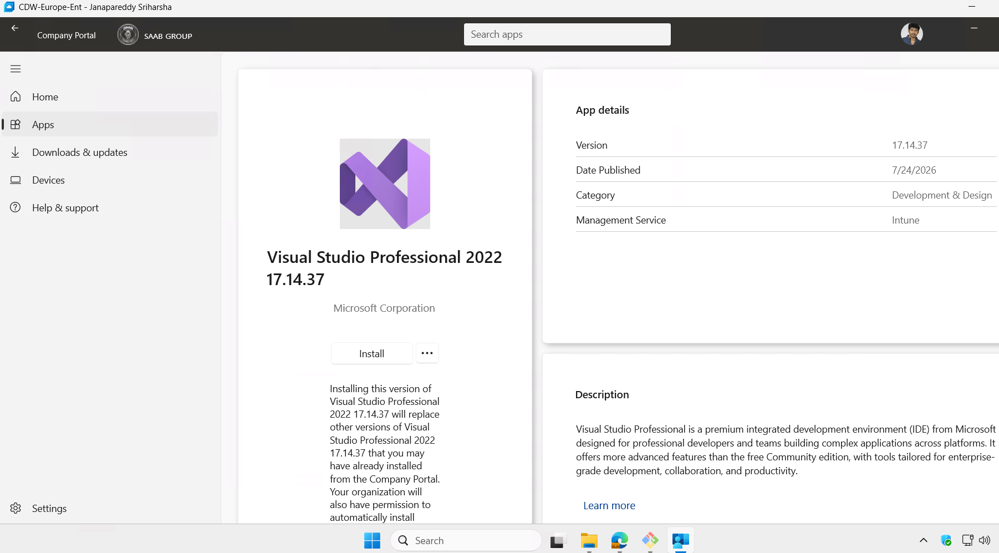 CDW-Europe-Ent - Janapareddy Sriharsha
Company Portal
SAAB GROUP
Search apps
Home
Apps
Downloads & updates
Devices
Help & support
Settings
Visual Studio Professional 2022
17.14.37
Microsoft Corporation
Install
Installing this version of
Visual Studio Professional
2022 17.14.37 will replace
other versions of Visual
Studio Professional 2022
17.14.37 that you may
have already installed
from the Company Portal.
Your organization will
also have permission to
automatically install
App details
Version 17.14.37
Date Published 7/24/2026
Category Development & Design
Management Service Intune
Description
Visual Studio Professional is a premium integrated development environment (IDE) from Microsoft
designed for professional developers and teams building complex applications across platforms. It
offers more advanced features than the free Community edition, with tools tailored for enterprise-
grade development, collaboration, and productivity.
Learn more
Search